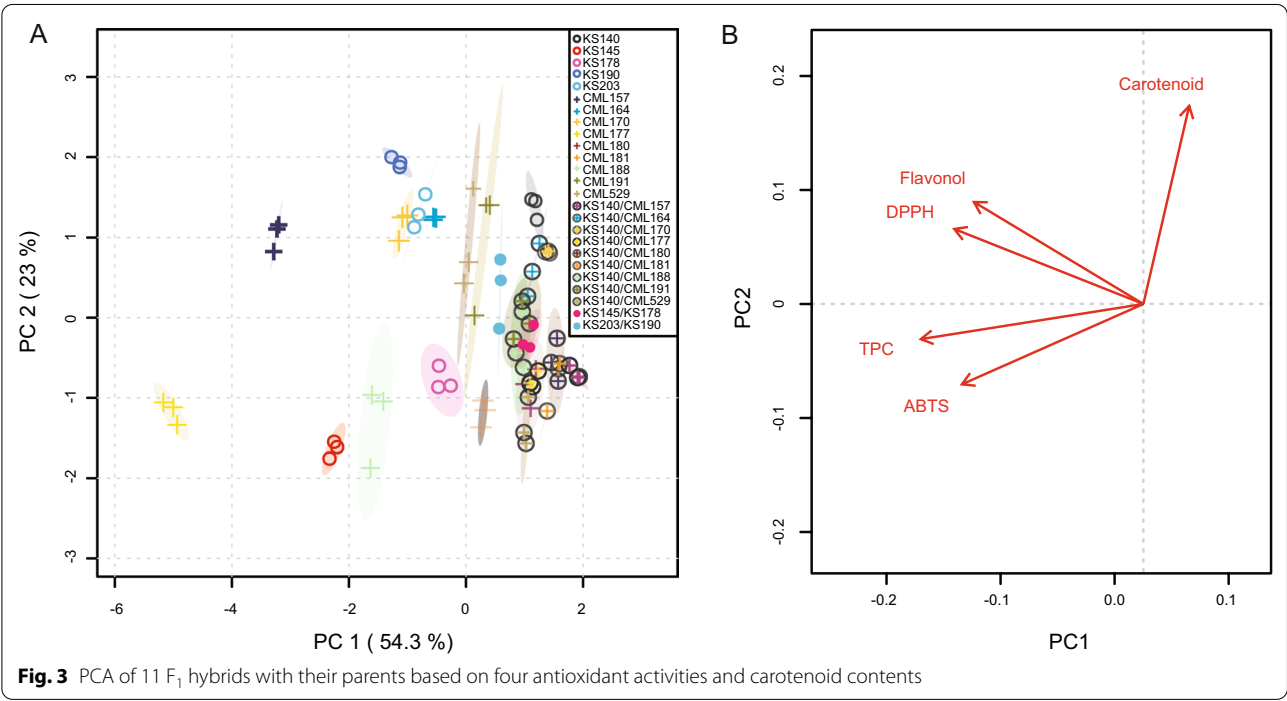 A
KS140
KS145
KS178
KS190
KS203
CML157
CML164
CML170
CML177
CML180
CML181
CML188
CML191
CML529
KS140/CML157
KS140/CML164
KS140/CML170
KS140/CML177
KS140/CML180
KS140/CML181
KS140/CML188
KS140/CML191
KS140/CML529
KS145/KS178
KS203/KS190
3
2
1
0
-1
-2
-3
PC 2 ( 23 %)
-6
-4
-2
0
2
PC 1 ( 54.3 %)
B
Carotenoid
Flavonol
DPPH
TPC
ABTS
0.2
0.1
0
-0.1
-0.2
PC2
-0.2
-0.1
0.0
0.1
PC1
Fig. 3 PCA of 11 F₁ hybrids with their parents based on four antioxidant activities and carotenoid contents